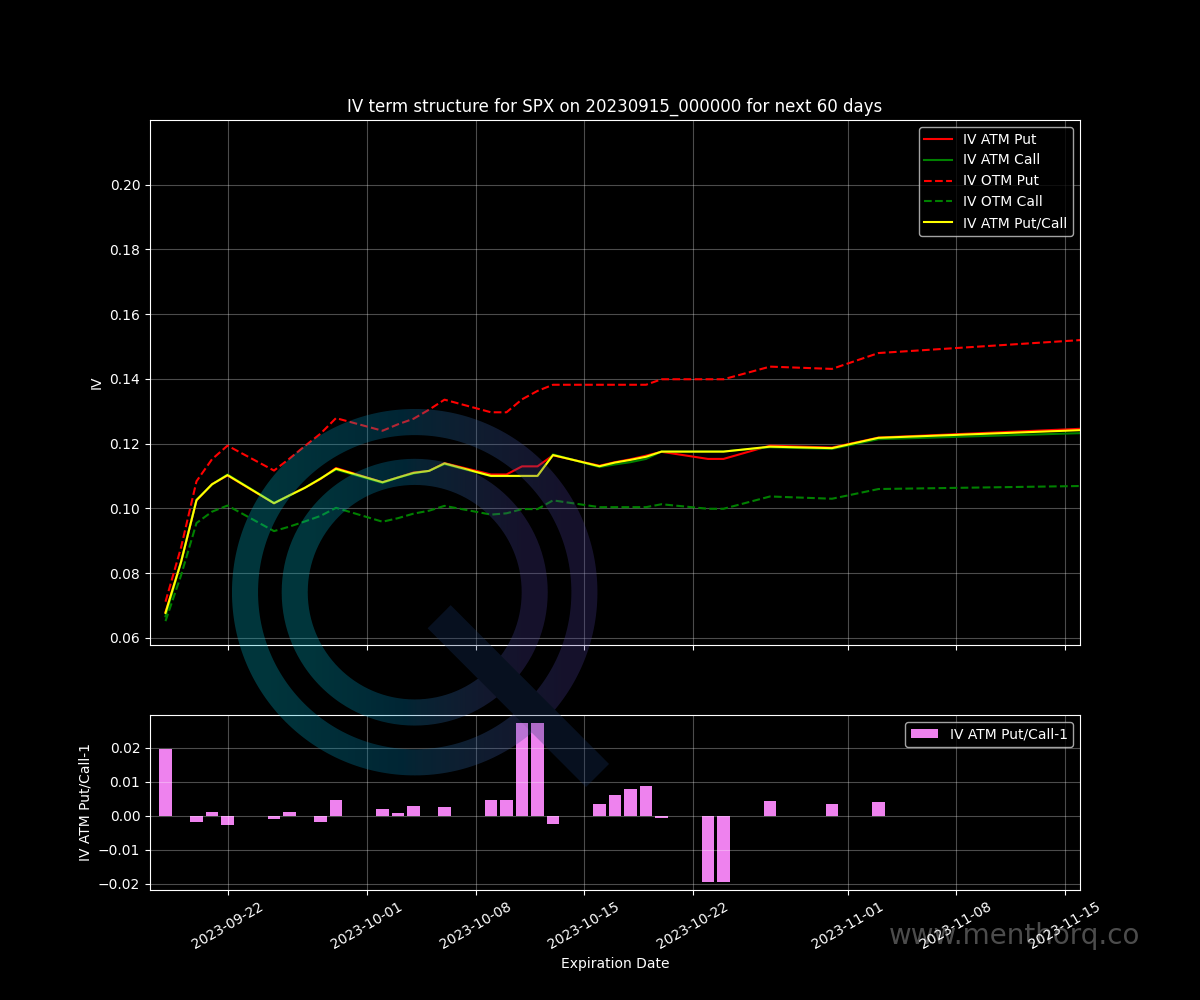 IV term structure for SPX on 20230915_000000 for next 60 days
IV ATM Put
IV ATM Call
IV OTM Put
IV OTM Call
IV ATM Put/Call
0.20
0.18
0.16
0.14
0.12
0.10
0.08
0.06
IV
IV ATM Put/Call-1
0.02
0.01
0.00
−0.01
−0.02
IV ATM Put/Call-1
2023-09-22
2023-10-01
2023-10-08
2023-10-15
2023-10-22
2023-11-01
2023-11-08
2023-11-15
www.menthorq.co
Expiration Date